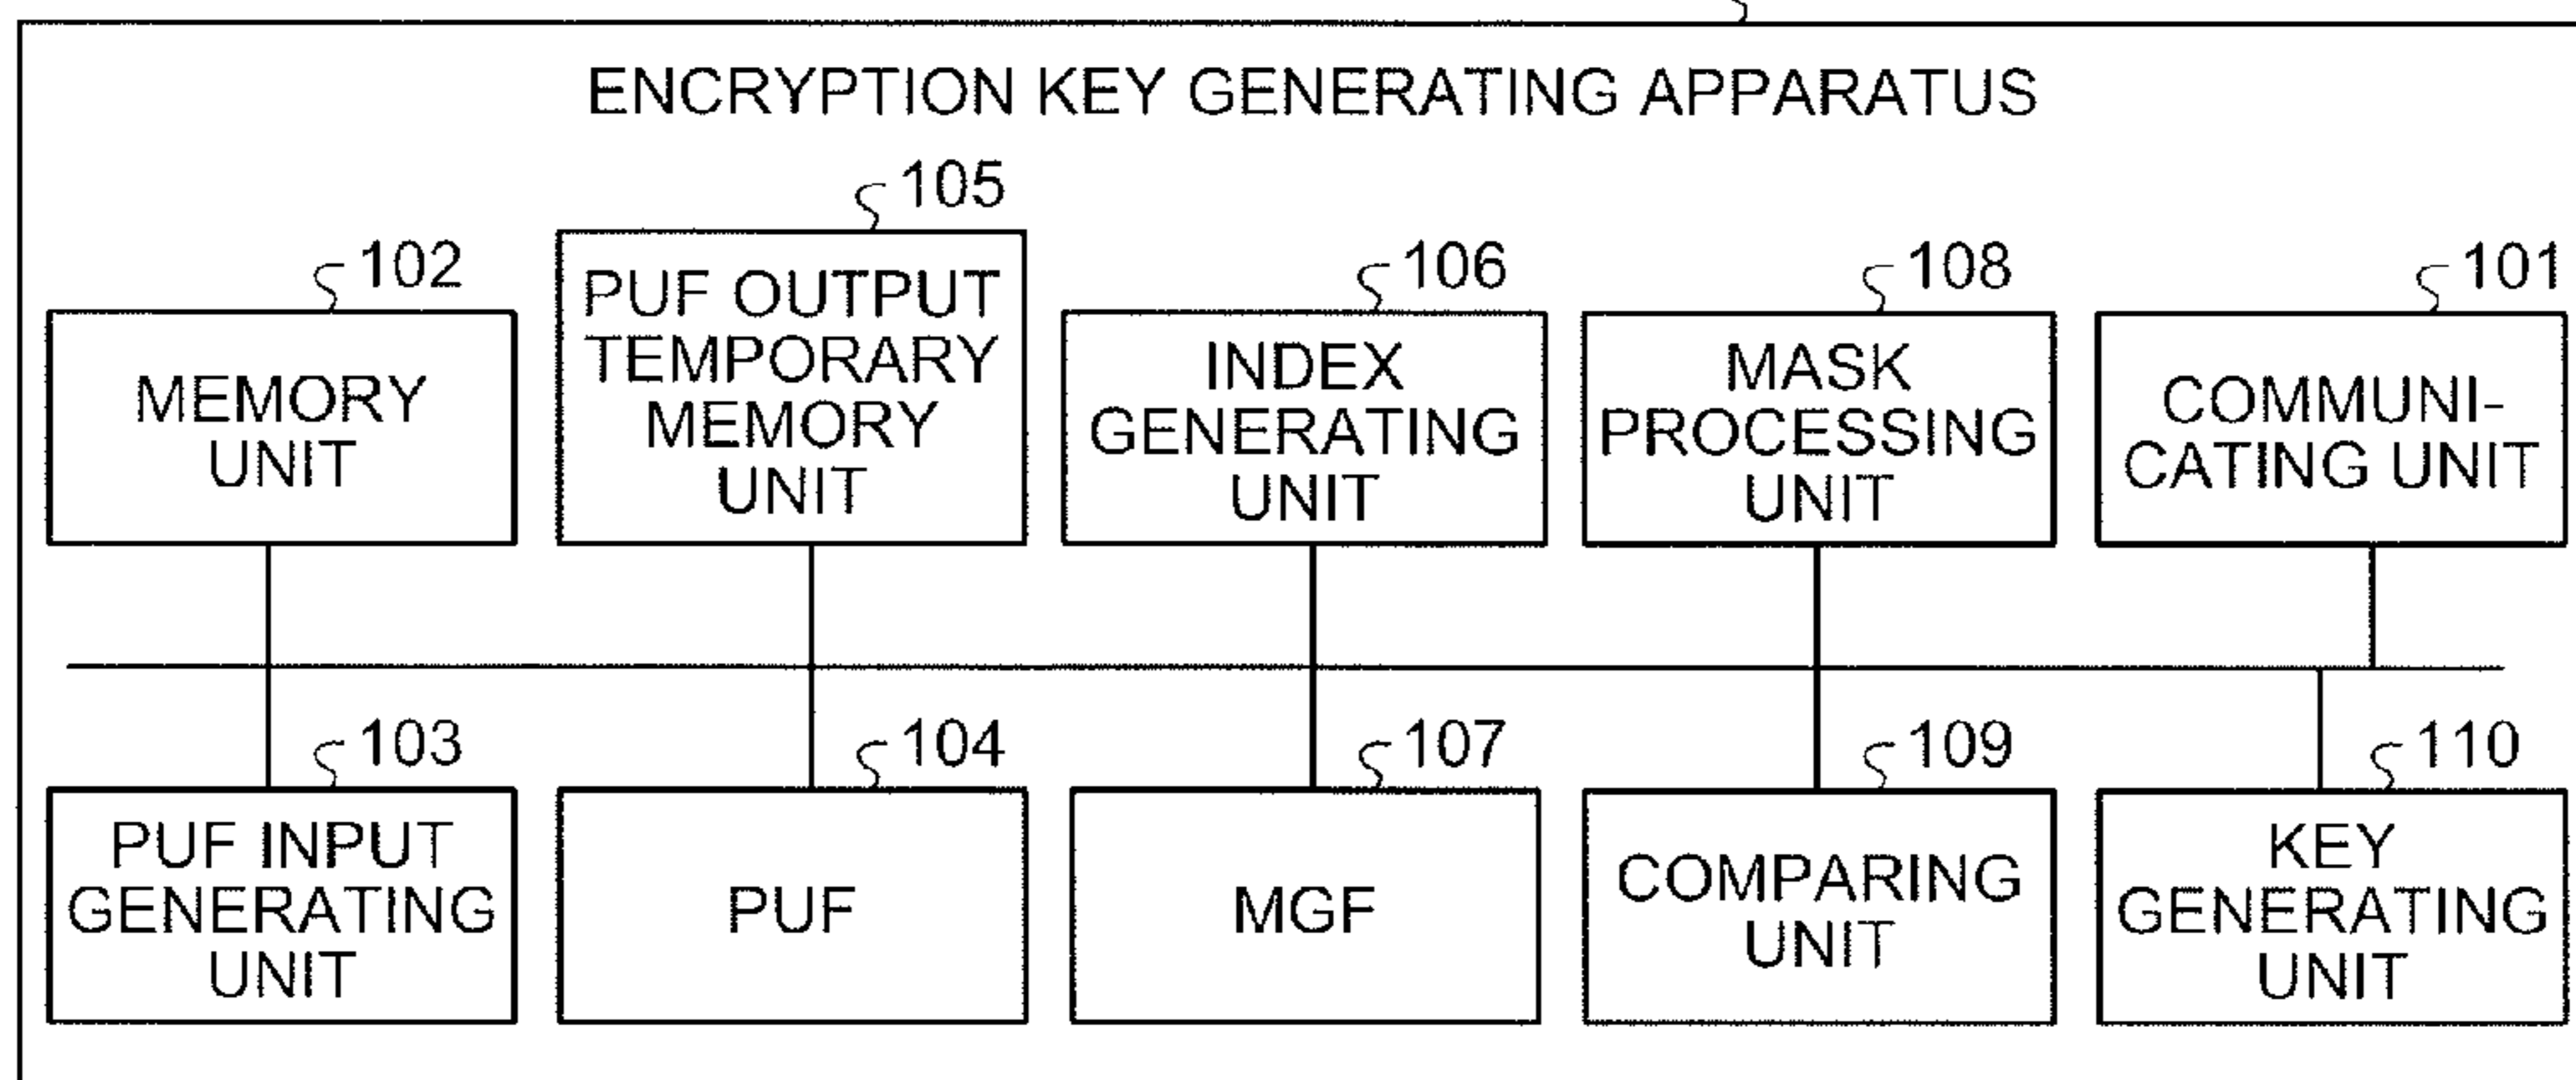 ENCRYPTION KEY GENERATING APPARATUS
105
102
106
108
101
PUF OUTPUT
TEMPORARY
MEMORY
UNIT
MEMORY
UNIT
INDEX
GENERATING
UNIT
MASK
PROCESSING
UNIT
COMMUNI-
CATING UNIT
103
104
107
109
110
PUF INPUT
GENERATING
UNIT
PUF
MGF
COMPARING
UNIT
KEY
GENERATING
UNIT